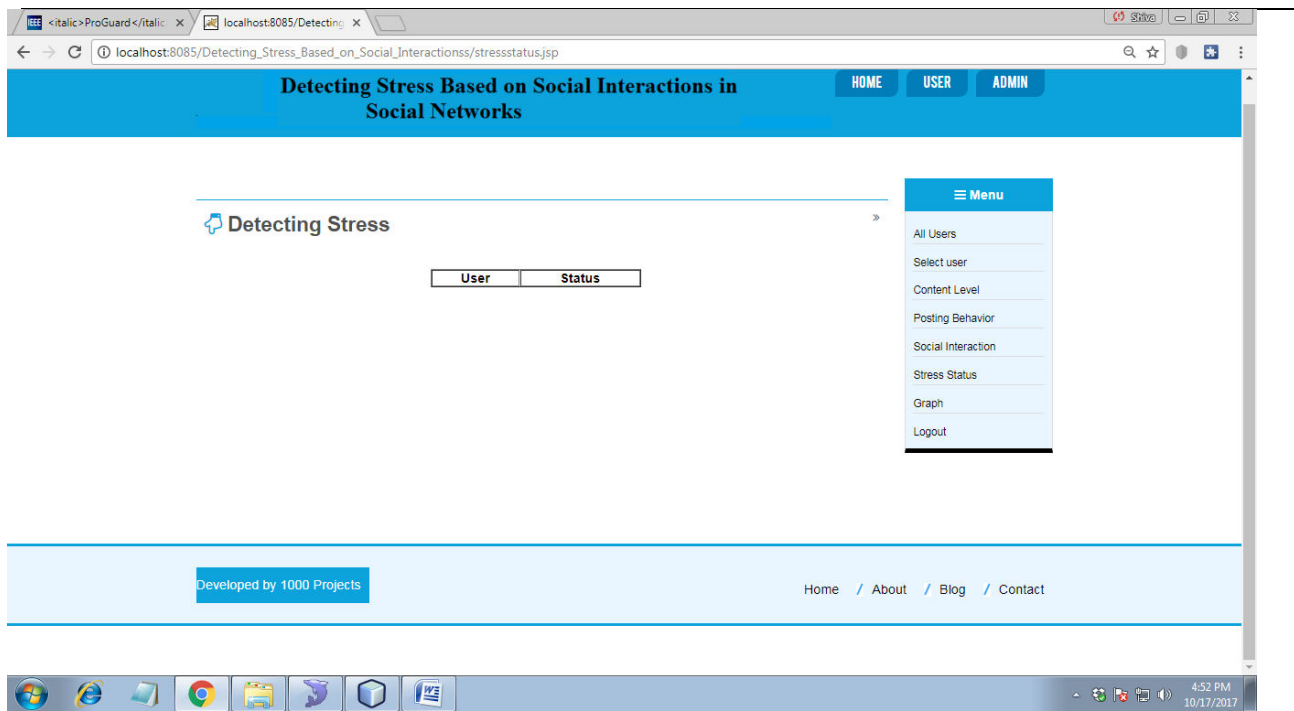 <italic>ProGuard</italic
localhost:8085/Detecting
Shiva
localhost:8085/Detecting_Stress_Based_on_Social_Interactionss/stressstatus.jsp
Detecting Stress Based on Social Interactions in
Social Networks
HOME USER ADMIN
Menu
Detecting Stress
»
All Users
Select user
User Status
Content Level
Posting Behavior
Social Interaction
Stress Status
Graph
Logout
Developed by 1000 Projects
Home / About / Blog / Contact
4:52 PM
10/17/2017